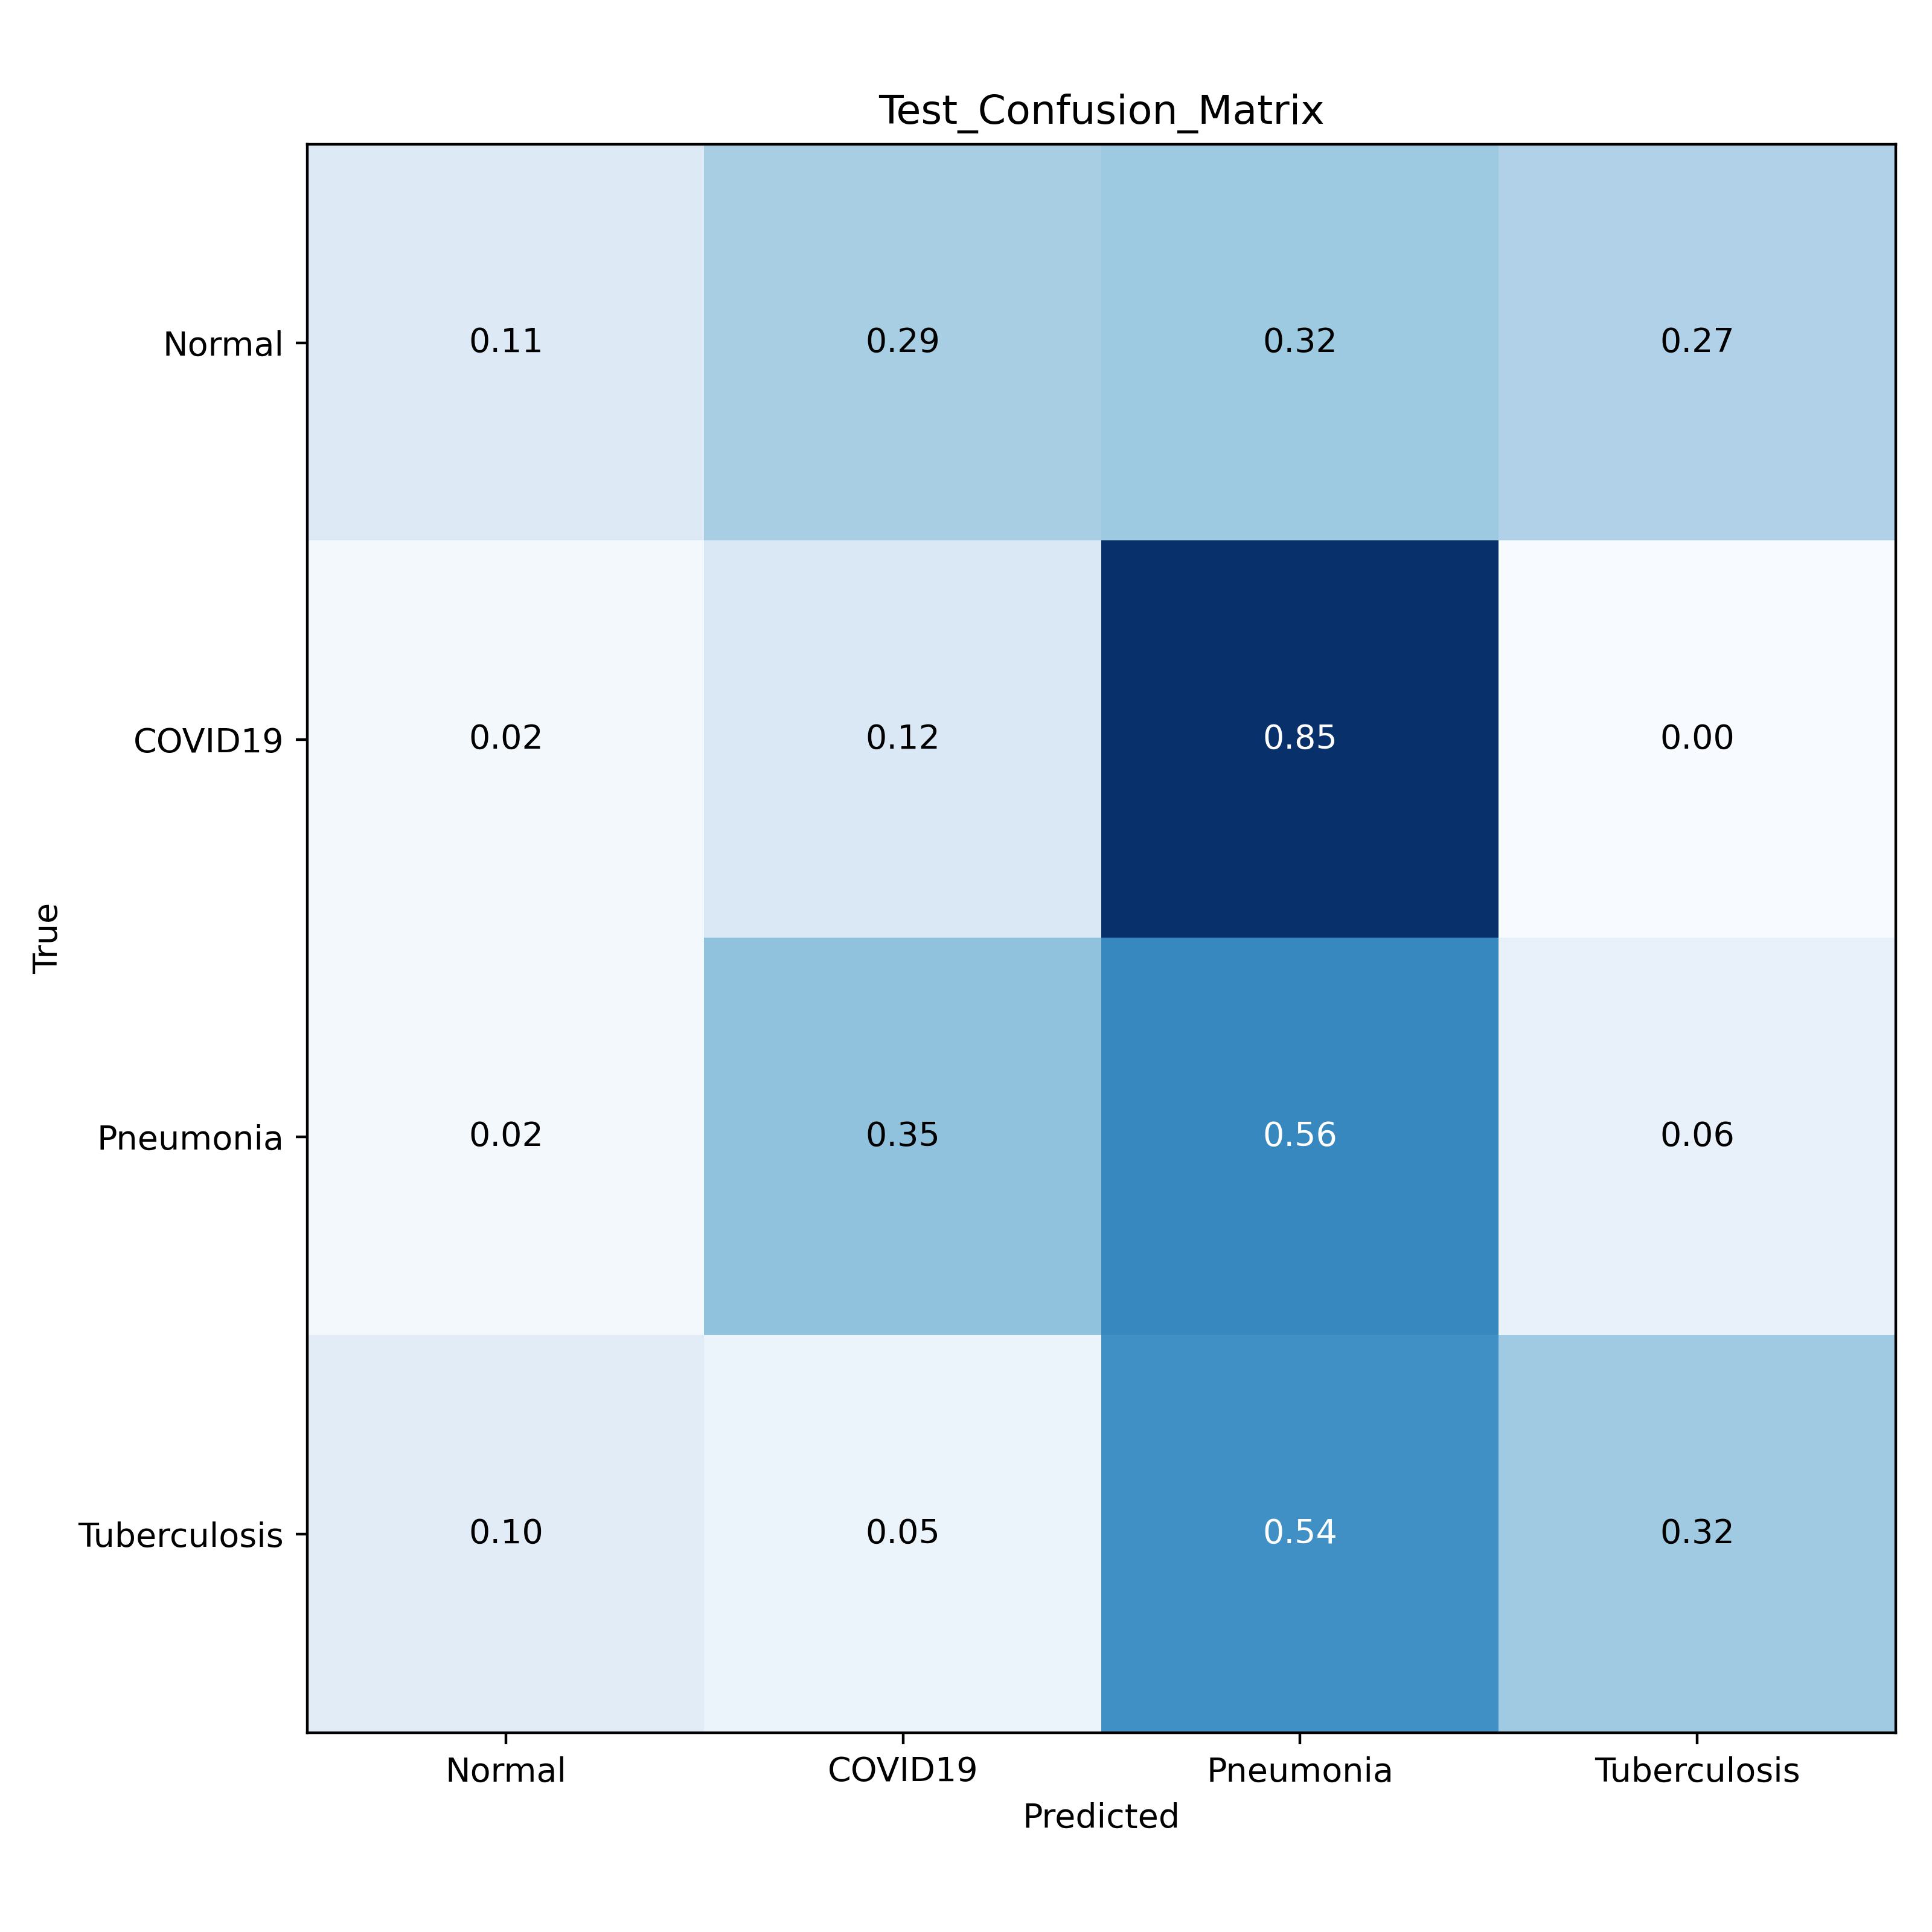 Test_Confusion_Matrix
Normal 0.11 0.29 0.32 0.27
COVID19 0.02 0.12 0.85 0.00
Pneumonia 0.02 0.35 0.56 0.06
Tuberculosis 0.10 0.05 0.54 0.32
True
Normal COVID19 Pneumonia Tuberculosis
Predicted